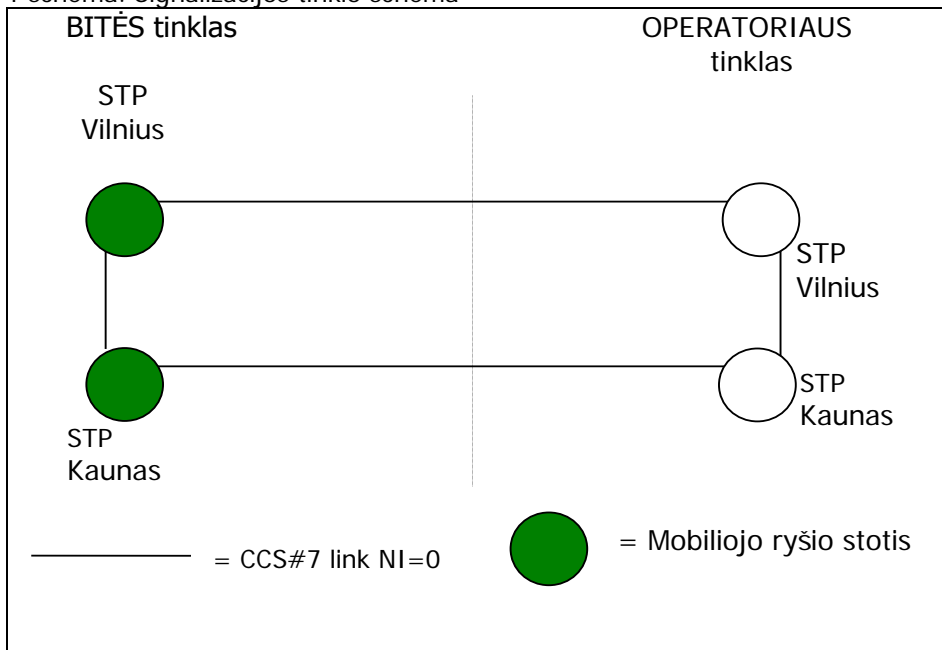 BITĖS tinklas
OPERATORIAUS
tinklas
STP
Vilnius
STP
Vilnius
STP
Kaunas
STP
Kaunas
= CCS#7 link NI=0
= Mobiliojo ryšio stotis